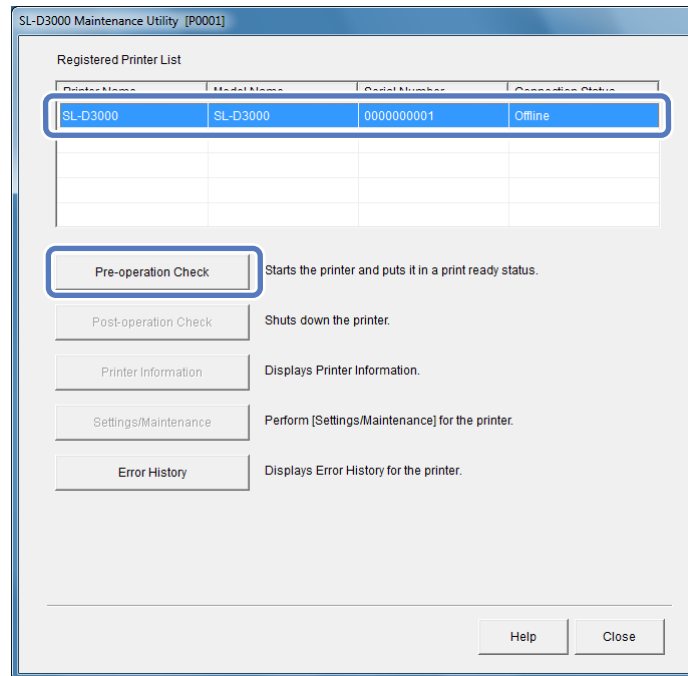 SL-D3000 Maintenance Utility [P0001]
Registered Printer List
Printer Name Model Name Serial Number Connection Status
SL-D3000 SL-D3000 0000000001 Offline
Pre-operation Check Starts the printer and puts it in a print ready status.
Post-operation Check Shuts down the printer.
Printer Information Displays Printer Information.
Settings/Maintenance Perform [Settings/Maintenance] for the printer.
Error History Displays Error History for the printer.
Help Close